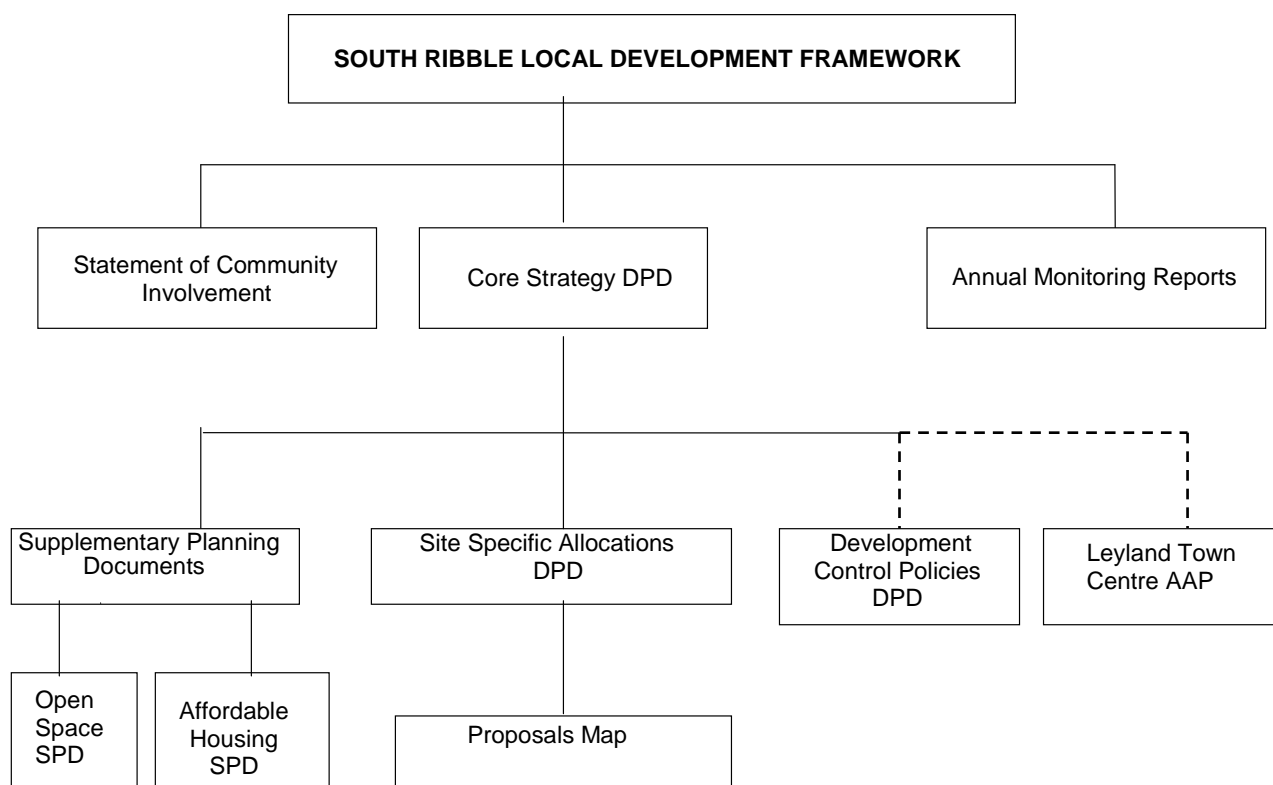 SOUTH RIBBLE LOCAL DEVELOPMENT FRAMEWORK
Statement of Community
Involvement
Core Strategy DPD
Annual Monitoring Reports
Supplementary Planning
Documents
Site Specific Allocations
DPD
Development
Control Policies
DPD
Leyland Town
Centre AAP
Open
Space
SPD
Affordable
Housing
SPD
Proposals Map